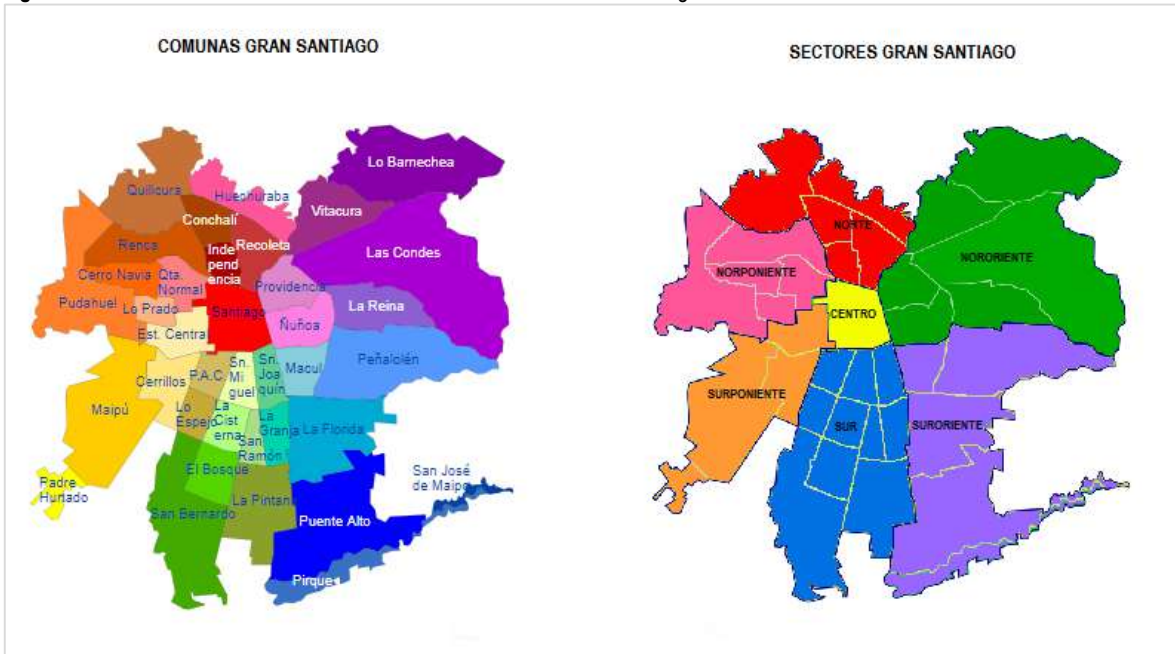 COMUNAS GRAN SANTIAGO
Lo Barnechea
Quilicura
Huechuraba
Vitacura
Conchalí
Renca
Inde
pend
encia
Recoleta
Las Condes
Cerro Navia
Qta.
Normal
Providencia
Pudahuel
Lo Prado
Santiago
La Reina
Ñuñoa
Est. Central
Cerrillos
P.A.C.
Sn.
Mi
guel
Sn.
Joa
quín
Macul
Peñalolén
Maipú
Lo
Espejo
La
Cist
erna
La
Granja
San
Ramón
La Florida
El Bosque
Padre
Hurtado
La Pintana
San José
de Maipo
San Bernardo
Puente Alto
Pirque
SECTORES GRAN SANTIAGO
NORTE
NORPONIENTE
NORORIENTE
CENTRO
SURPONIENTE
SUR
SURORIENTE